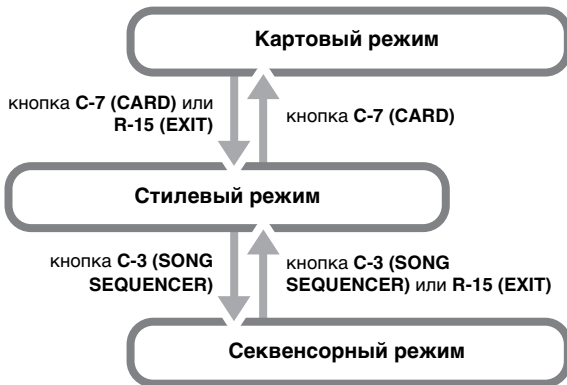 Картовый режим
кнопка C-7 (CARD) или
R-15 (EXIT)
кнопка C-7 (CARD)
Стилевый режим
кнопка C-3 (SONG
SEQUENCER)
кнопка C-3 (SONG
SEQUENCER) или R-15 (EXIT)
Секвенсорный режим